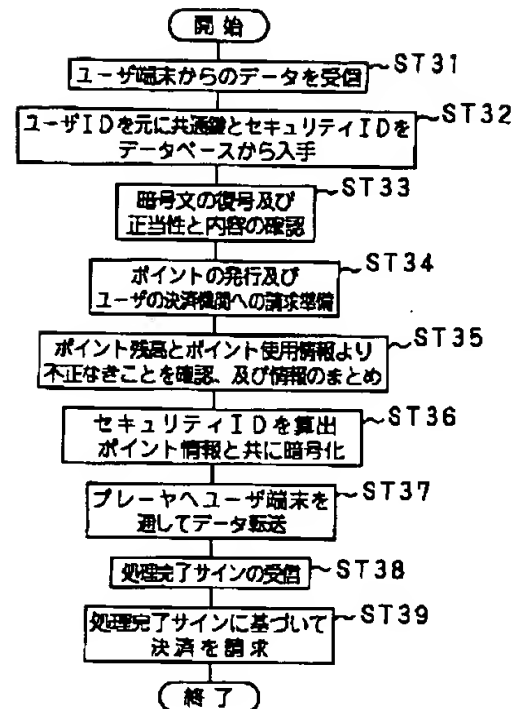 開始
ユーザ端末からのデータを受信
ST31
ユーザIDを元に共通鍵とセキュリティIDを
データベースから入手
ST32
暗号文の復号及び
正当性と内容の確認
ST33
ポイントの発行及び
ユーザの決済機関への請求準備
ST34
ポイント残高とポイント使用情報より
不正なきことを確認、及び情報のまとめ
ST35
セキュリティIDを算出
ポイント情報と共に暗号化
ST36
プレーヤへユーザ端末を
通してデータ転送
ST37
処理完了サインの受信
ST38
処理完了サインに基づいて
決済を請求
ST39
終了